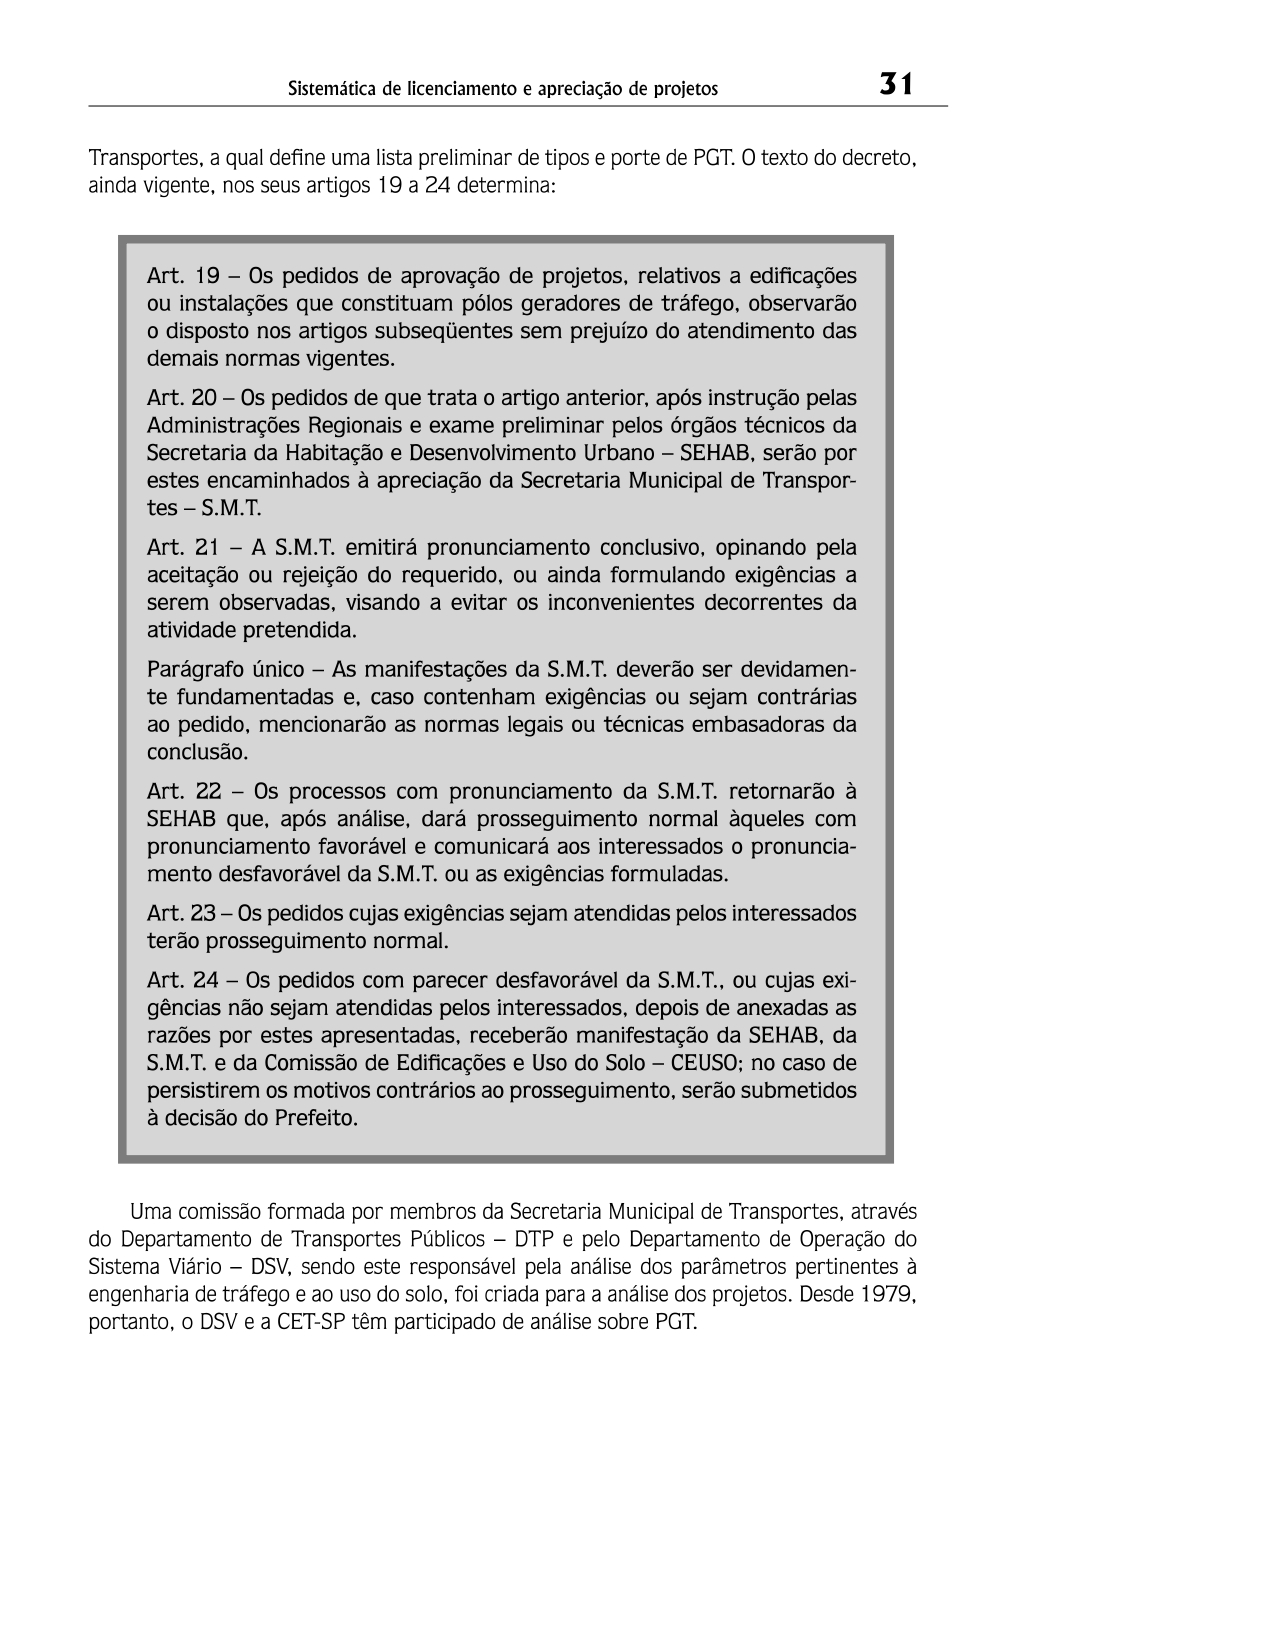 Sistemática de licenciamento e apreciação de projetos 31
Transportes, a qual define uma lista preliminar de tipos e porte de PGT. O texto do decreto,
ainda vigente, nos seus artigos 19 a 24 determina:
Art. 19 – Os pedidos de aprovação de projetos, relativos a edificações
ou instalações que constituam pólos geradores de tráfego, observarão
o disposto nos artigos subseqüentes sem prejuízo do atendimento das
demais normas vigentes.
Art. 20 – Os pedidos de que trata o artigo anterior, após instrução pelas
Administrações Regionais e exame preliminar pelos órgãos técnicos da
Secretaria da Habitação e Desenvolvimento Urbano – SEHAB, serão por
estes encaminhados à apreciação da Secretaria Municipal de Transpor-
tes – S.M.T.
Art. 21 – A S.M.T. emitirá pronunciamento conclusivo, opinando pela
aceitação ou rejeição do requerido, ou ainda formulando exigências a
serem observadas, visando a evitar os inconvenientes decorrentes da
atividade pretendida.
Parágrafo único – As manifestações da S.M.T. deverão ser devidamen-
te fundamentadas e, caso contenham exigências ou sejam contrárias
ao pedido, mencionarão as normas legais ou técnicas embasadoras da
conclusão.
Art. 22 – Os processos com pronunciamento da S.M.T. retornarão à
SEHAB que, após análise, dará prosseguimento normal àqueles com
pronunciamento favorável e comunicará aos interessados o pronuncia-
mento desfavorável da S.M.T. ou as exigências formuladas.
Art. 23 – Os pedidos cujas exigências sejam atendidas pelos interessados
terão prosseguimento normal.
Art. 24 – Os pedidos com parecer desfavorável da S.M.T., ou cujas exi-
gências não sejam atendidas pelos interessados, depois de anexadas as
razões por estes apresentadas, receberão manifestação da SEHAB, da
S.M.T. e da Comissão de Edificações e Uso do Solo – CEUSO; no caso de
persistirem os motivos contrários ao prosseguimento, serão submetidos
à decisão do Prefeito.
Uma comissão formada por membros da Secretaria Municipal de Transportes, através
do Departamento de Transportes Públicos – DTP e pelo Departamento de Operação do
Sistema Viário – DSV, sendo este responsável pela análise dos parâmetros pertinentes à
engenharia de tráfego e ao uso do solo, foi criada para a análise dos projetos. Desde 1979,
portanto, o DSV e a CET-SP têm participado de análise sobre PGT.